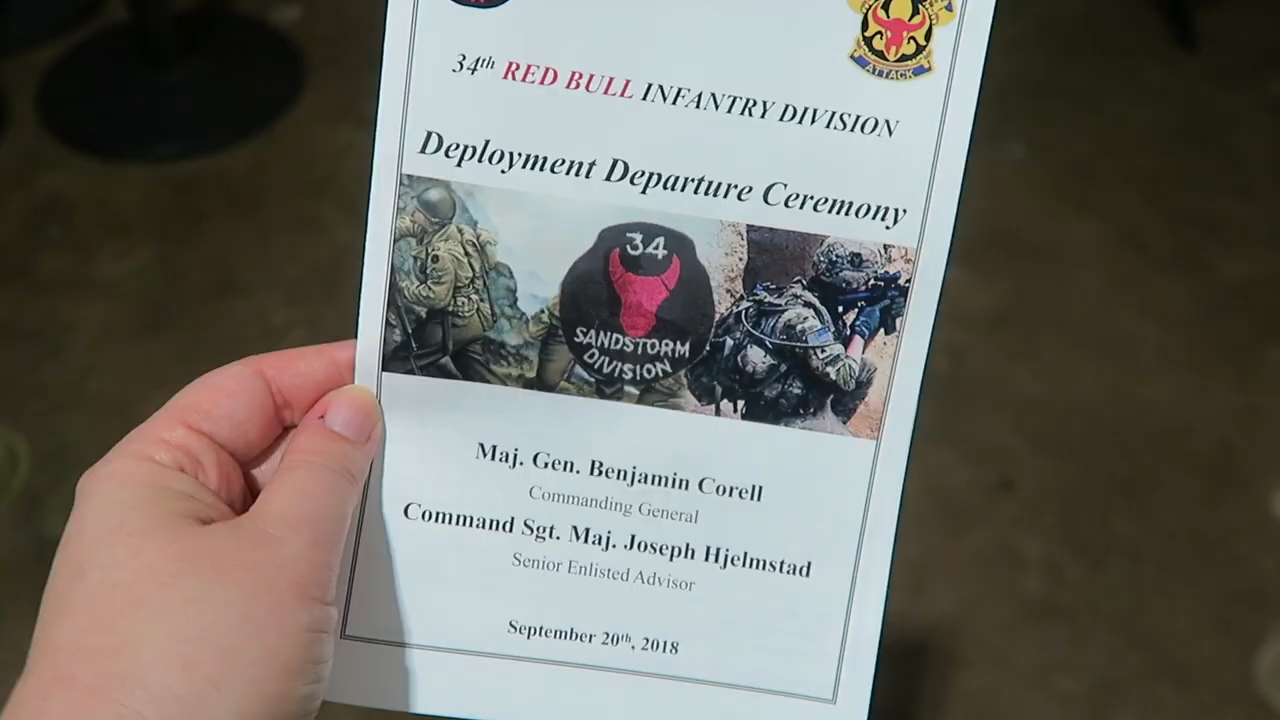 ATTACK
34th RED BULL INFANTRY DIVISION
Deployment Departure Ceremony
34
SANDSTORM
DIVISION
Maj. Gen. Benjamin Corell
Commanding General
Command Sgt. Maj. Joseph Hjelmstad
Senior Enlisted Advisor
September 20th, 2018